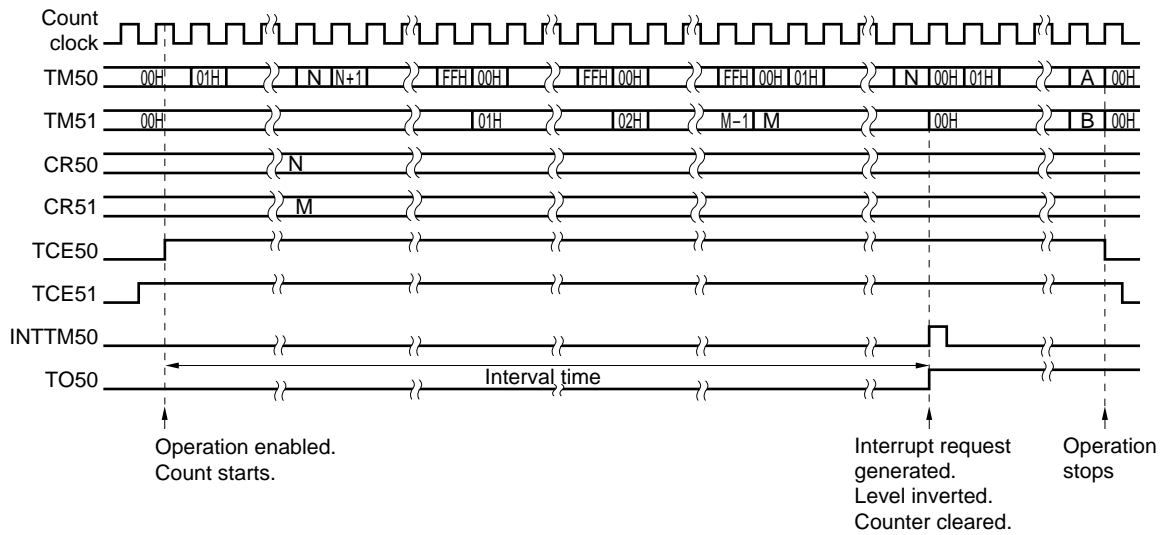 Count
clock
TM50 00H 01H N N+1 FFH 00H FFH 00H FFH 00H 01H N 00H 01H A 00H
TM51 00H 01H 02H M−1 M 00H B 00H
CR50 N
CR51 M
TCE50
TCE51
INTTM50
Interval time
TO50
Operation enabled.
Count starts.
Interrupt request
generated.
Level inverted.
Counter cleared.
Operation
stops